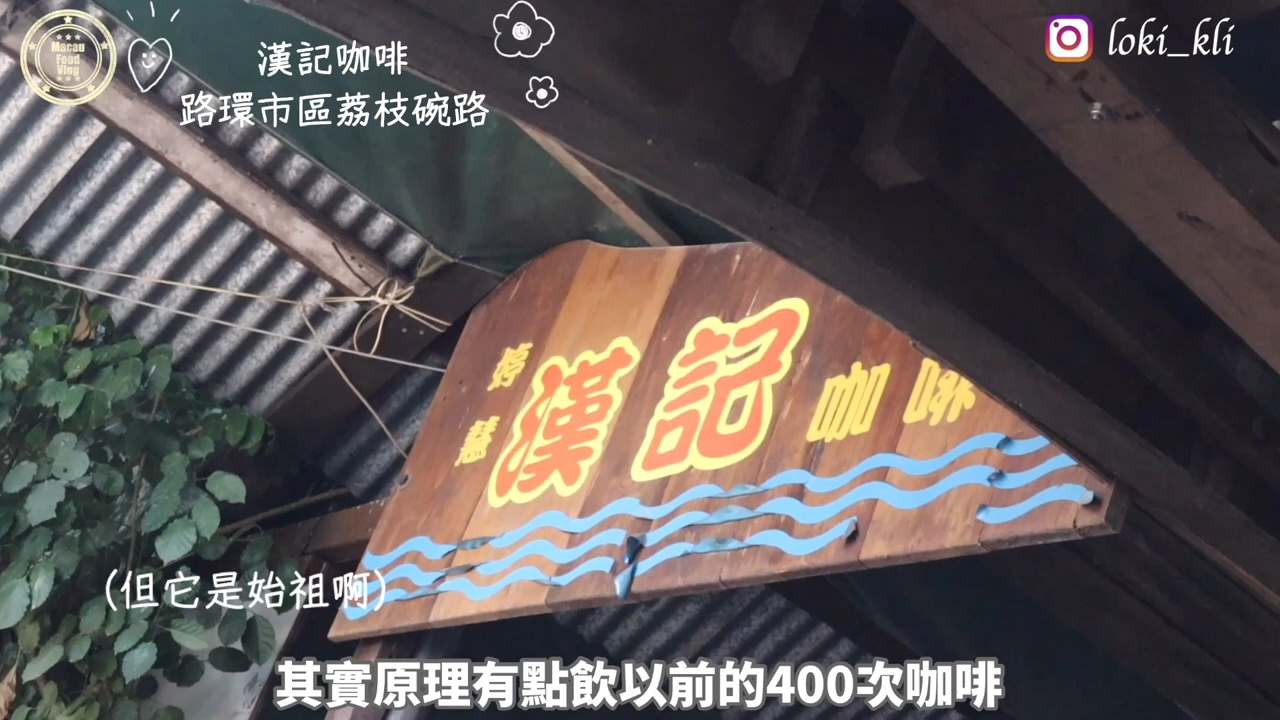 Macau
Food
Vlog
漢記咖啡
路環市區荔枝碗路
loki_kli
婷慧
漢記咖啡
(但它是始祖啊)
其實原理有點飲以前的400次咖啡